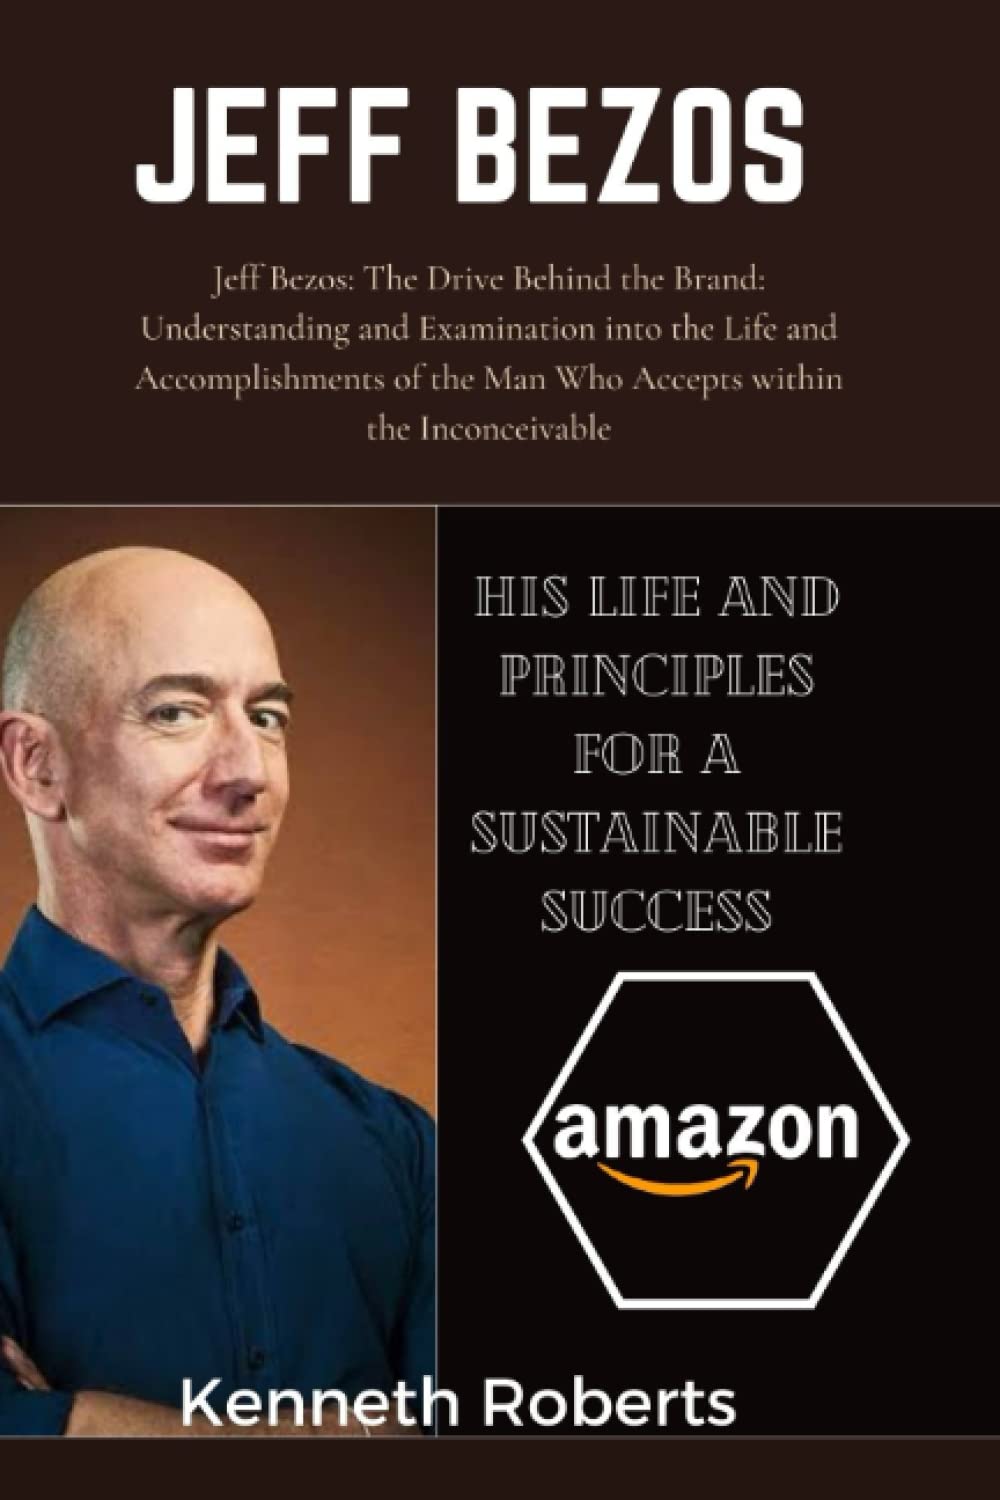 JEFF BEZOS
Jeff Bezos: The Drive Behind the Brand:
Understanding and Examination into the Life and
Accomplishments of the Man Who Accepts within
the Inconceivable
HIS LIFE AND
PRINCIPLES
FOR A
SUSTAINABLE
SUCCESS
amazon
Kenneth Roberts